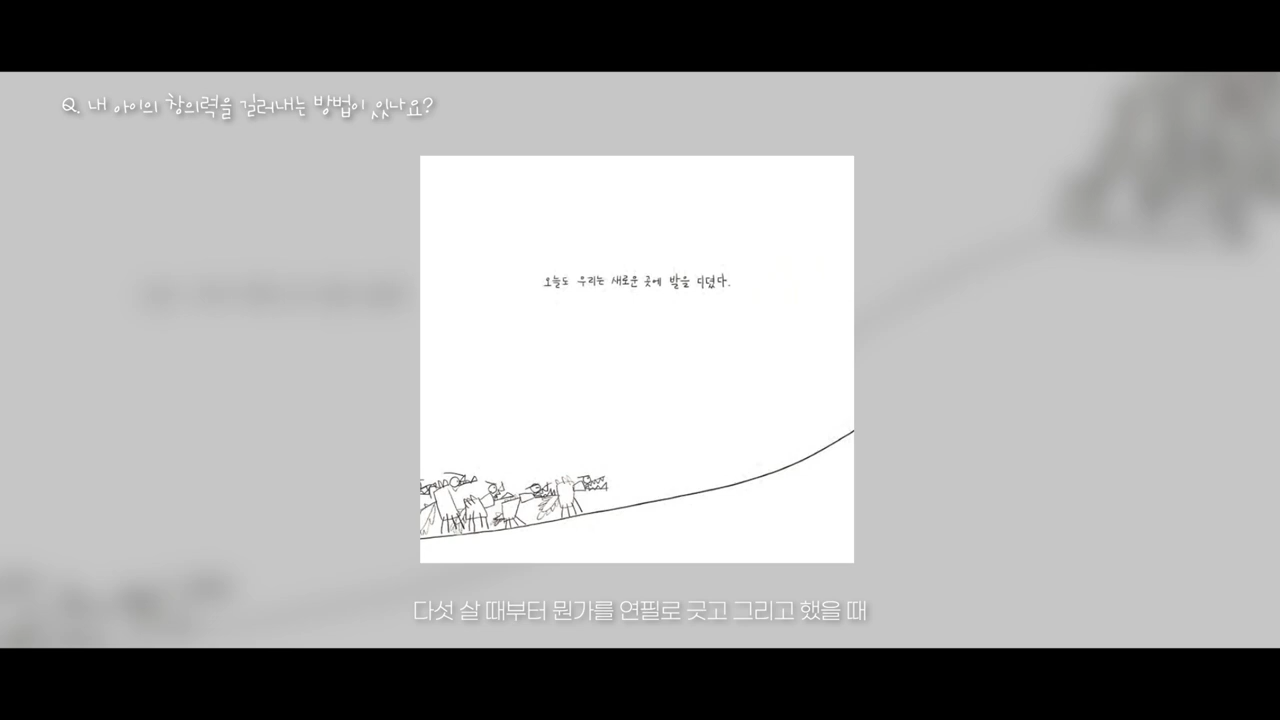 Q. 내 아이의 창의력을 길러내는 방법이 있나요?
오늘도 우리는 새로운 곳에 발을 디뎠다.
다섯 살 때부터 뭔가를 연필로 긋고 그리고 했을 때